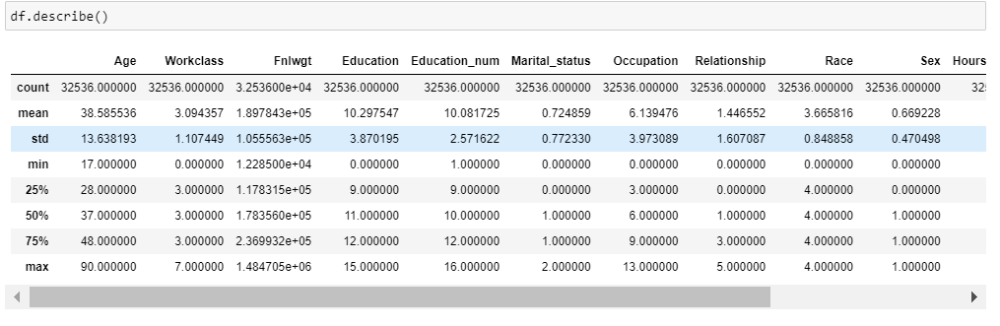 df.describe()
Age Workclass Fnlwgt Education Education_num Marital_status Occupation Relationship Race Sex Hours
count 32536.000000 32536.000000 3.253600e+04 32536.000000 32536.000000 32536.000000 32536.000000 32536.000000 32536.000000 32536.000000 32
mean 38.585536 3.094357 1.897843e+05 10.297547 10.081725 0.724859 6.139476 1.446552 3.665816 0.669228
std 13.638193 1.107449 1.055563e+05 3.870195 2.571622 0.772330 3.973089 1.607087 0.848858 0.470498
min 17.000000 0.000000 1.228500e+04 0.000000 1.000000 0.000000 0.000000 0.000000 0.000000 0.000000
25% 28.000000 3.000000 1.178315e+05 9.000000 9.000000 0.000000 3.000000 0.000000 4.000000 0.000000
50% 37.000000 3.000000 1.783560e+05 11.000000 10.000000 1.000000 6.000000 1.000000 4.000000 1.000000
75% 48.000000 3.000000 2.369932e+05 12.000000 12.000000 1.000000 9.000000 3.000000 4.000000 1.000000
max 90.000000 7.000000 1.484705e+06 15.000000 16.000000 2.000000 13.000000 5.000000 4.000000 1.000000